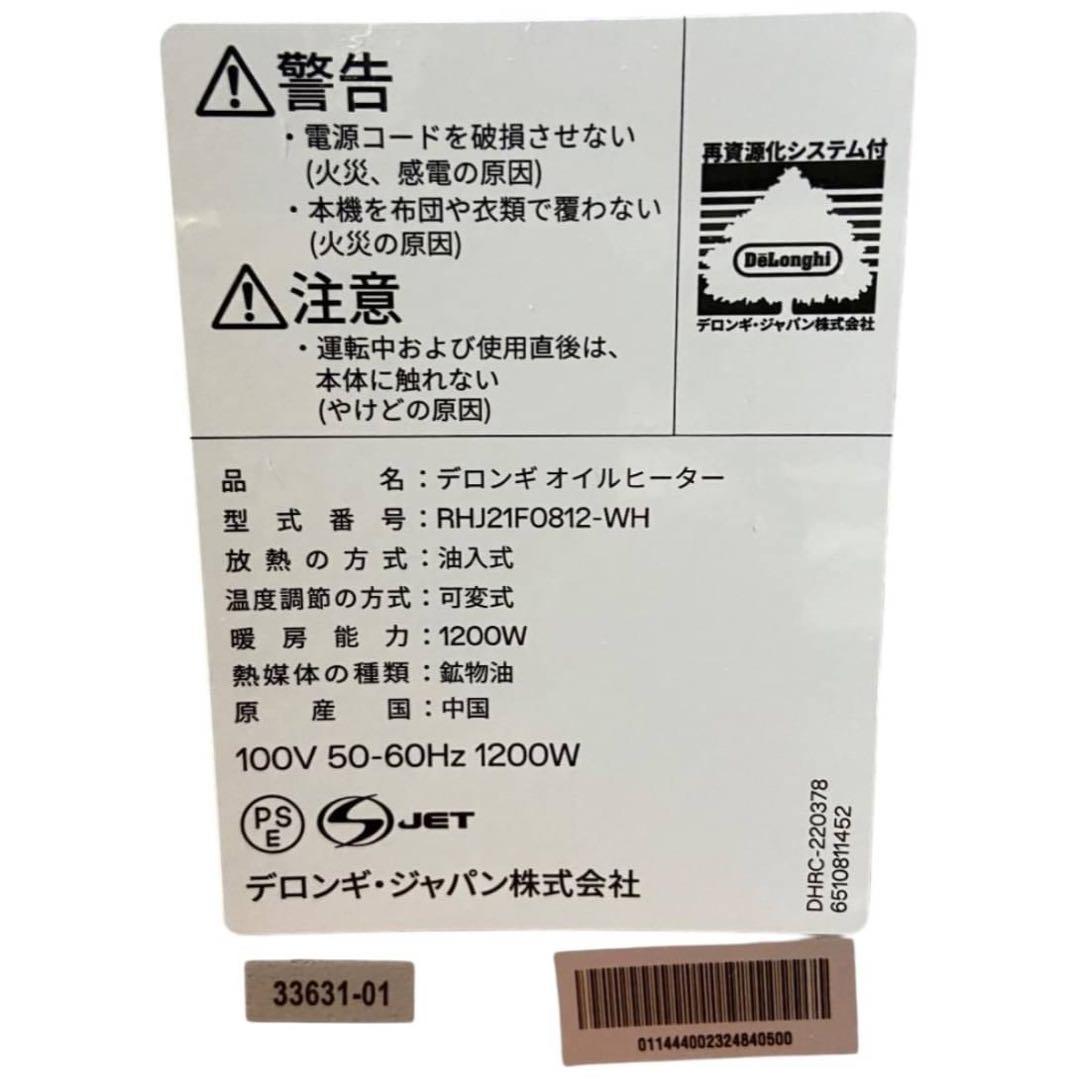 警告
・電源コードを破損させない
(火災、感電の原因)
・本機を布団や衣類で覆わない
(火災の原因)
注意
・運転中および使用直後は、
本体に触れない
(やけどの原因)
再資源化システム付
DēLonghi
デロンギ・ジャパン株式会社
品名：デロンギ オイルヒーター
型式番号：RHJ21F0812-WH
放熱の方式：油入式
温度調節の方式：可変式
暖房能力：1200W
熱媒体の種類：鉱物油
原産国：中国
100V 50-60Hz 1200W
PSE JET
デロンギ・ジャパン株式会社
DHRC-220378
6510811452
33631-01
011444002324840500